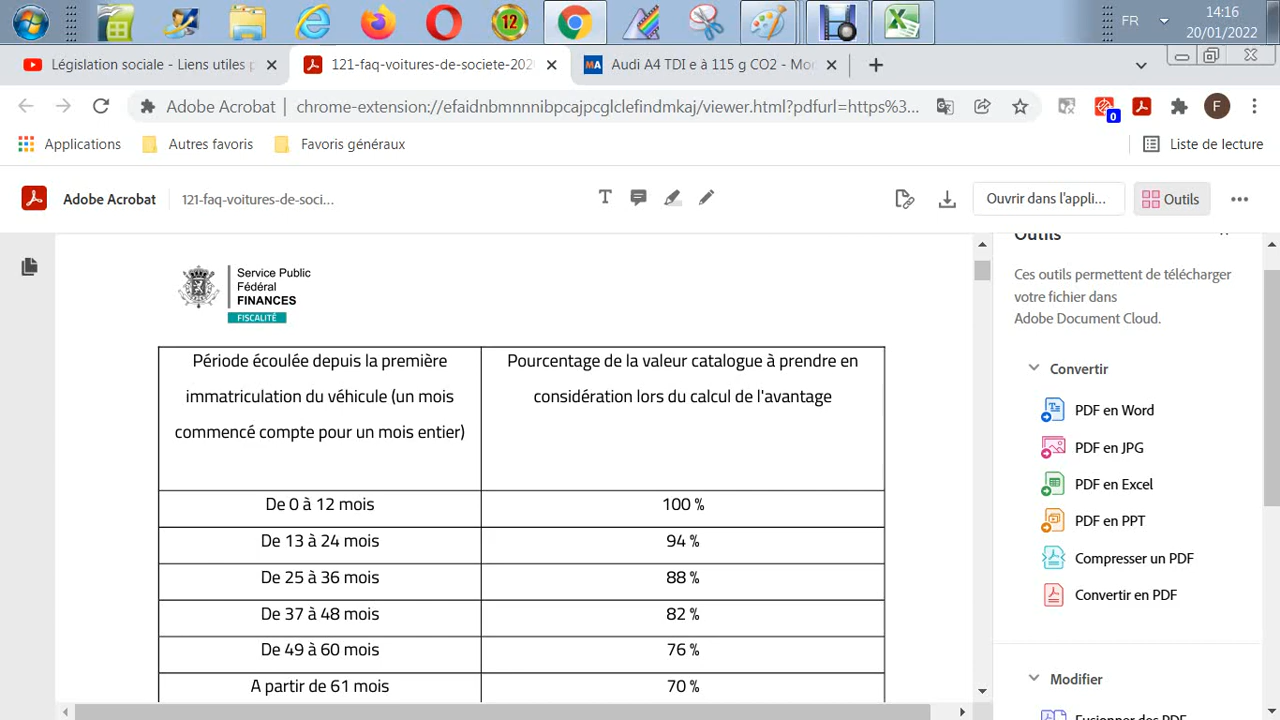 12
FR
14:16
20/01/2022
Législation sociale - Liens utiles p
121-faq-voitures-de-societe-202
MA
Audi A4 TDI e à 115 g CO2 - Mo
Adobe Acrobat
chrome-extension://efaidnbmnnnibpcajpcglclefindmkaj/viewer.html?pdfurl=https%3...
0
F
Applications
Autres favoris
Favoris généraux
Liste de lecture
Adobe Acrobat
121-faq-voitures-de-soci...
Ouvrir dans l'appli...
Outils
Service Public
Fédéral
FINANCES
FISCALITÉ
Période écoulée depuis la première
immatriculation du véhicule (un mois
commencé compte pour un mois entier)
Pourcentage de la valeur catalogue à prendre en
considération lors du calcul de l'avantage
De 0 à 12 mois
100 %
De 13 à 24 mois
94 %
De 25 à 36 mois
88 %
De 37 à 48 mois
82 %
De 49 à 60 mois
76 %
A partir de 61 mois
70 %
Outils
Ces outils permettent de télécharger
votre fichier dans
Adobe Document Cloud.
Convertir
PDF en Word
PDF en JPG
PDF en Excel
PDF en PPT
Compresser un PDF
Convertir en PDF
Modifier
Fusionner des PDF